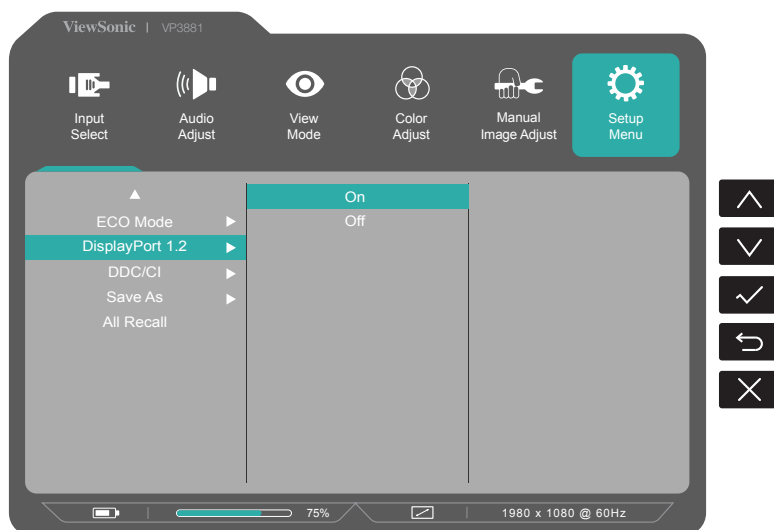 ViewSonic | VP3881
Input Select
Audio Adjust
View Mode
Color Adjust
Manual Image Adjust
Setup Menu
ECO Mode
DisplayPort 1.2
DDC/CI
Save As
All Recall
On
Off
75%
1980 x 1080 @ 60Hz